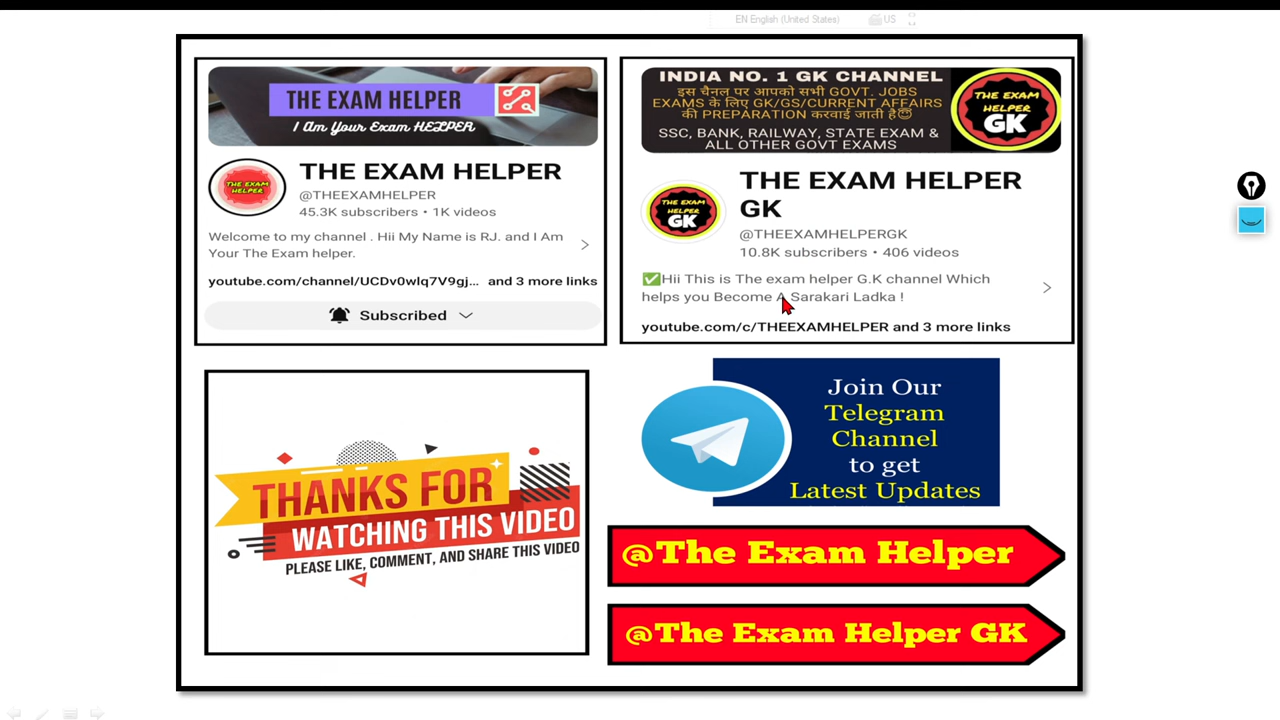 EN English (United States)
US
THE EXAM HELPER
I Am Your Exam HELPER
THE EXAM HELPER
THE EXAM HELPER
@THEEXAMHELPER
45.3K subscribers • 1K videos
Welcome to my channel . Hii My Name is RJ. and I Am
Your The Exam helper.
youtube.com/channel/UCDv0wlq7V9gj... and 3 more links
Subscribed
INDIA NO. 1 GK CHANNEL
इस चैनल पर आपको सभी GOVT. JOBS
EXAMS के लिए GK/GS/CURRENT AFFAIRS
की PREPARATION करवाई जाती है😇
SSC, BANK, RAILWAY, STATE EXAM &
ALL OTHER GOVT EXAMS
THE EXAM
HELPER
GK
THE EXAM HELPER
GK
THE EXAM
HELPER
GK
@THEEXAMHELPERGK
10.8K subscribers • 406 videos
✅Hii This is The exam helper G.K channel Which
helps you Become A Sarakari Ladka !
youtube.com/c/THEEXAMHELPER and 3 more links
THANKS FOR
WATCHING THIS VIDEO
PLEASE LIKE, COMMENT, AND SHARE THIS VIDEO
Join Our
Telegram
Channel
to get
Latest Updates
@The Exam Helper
@The Exam Helper GK